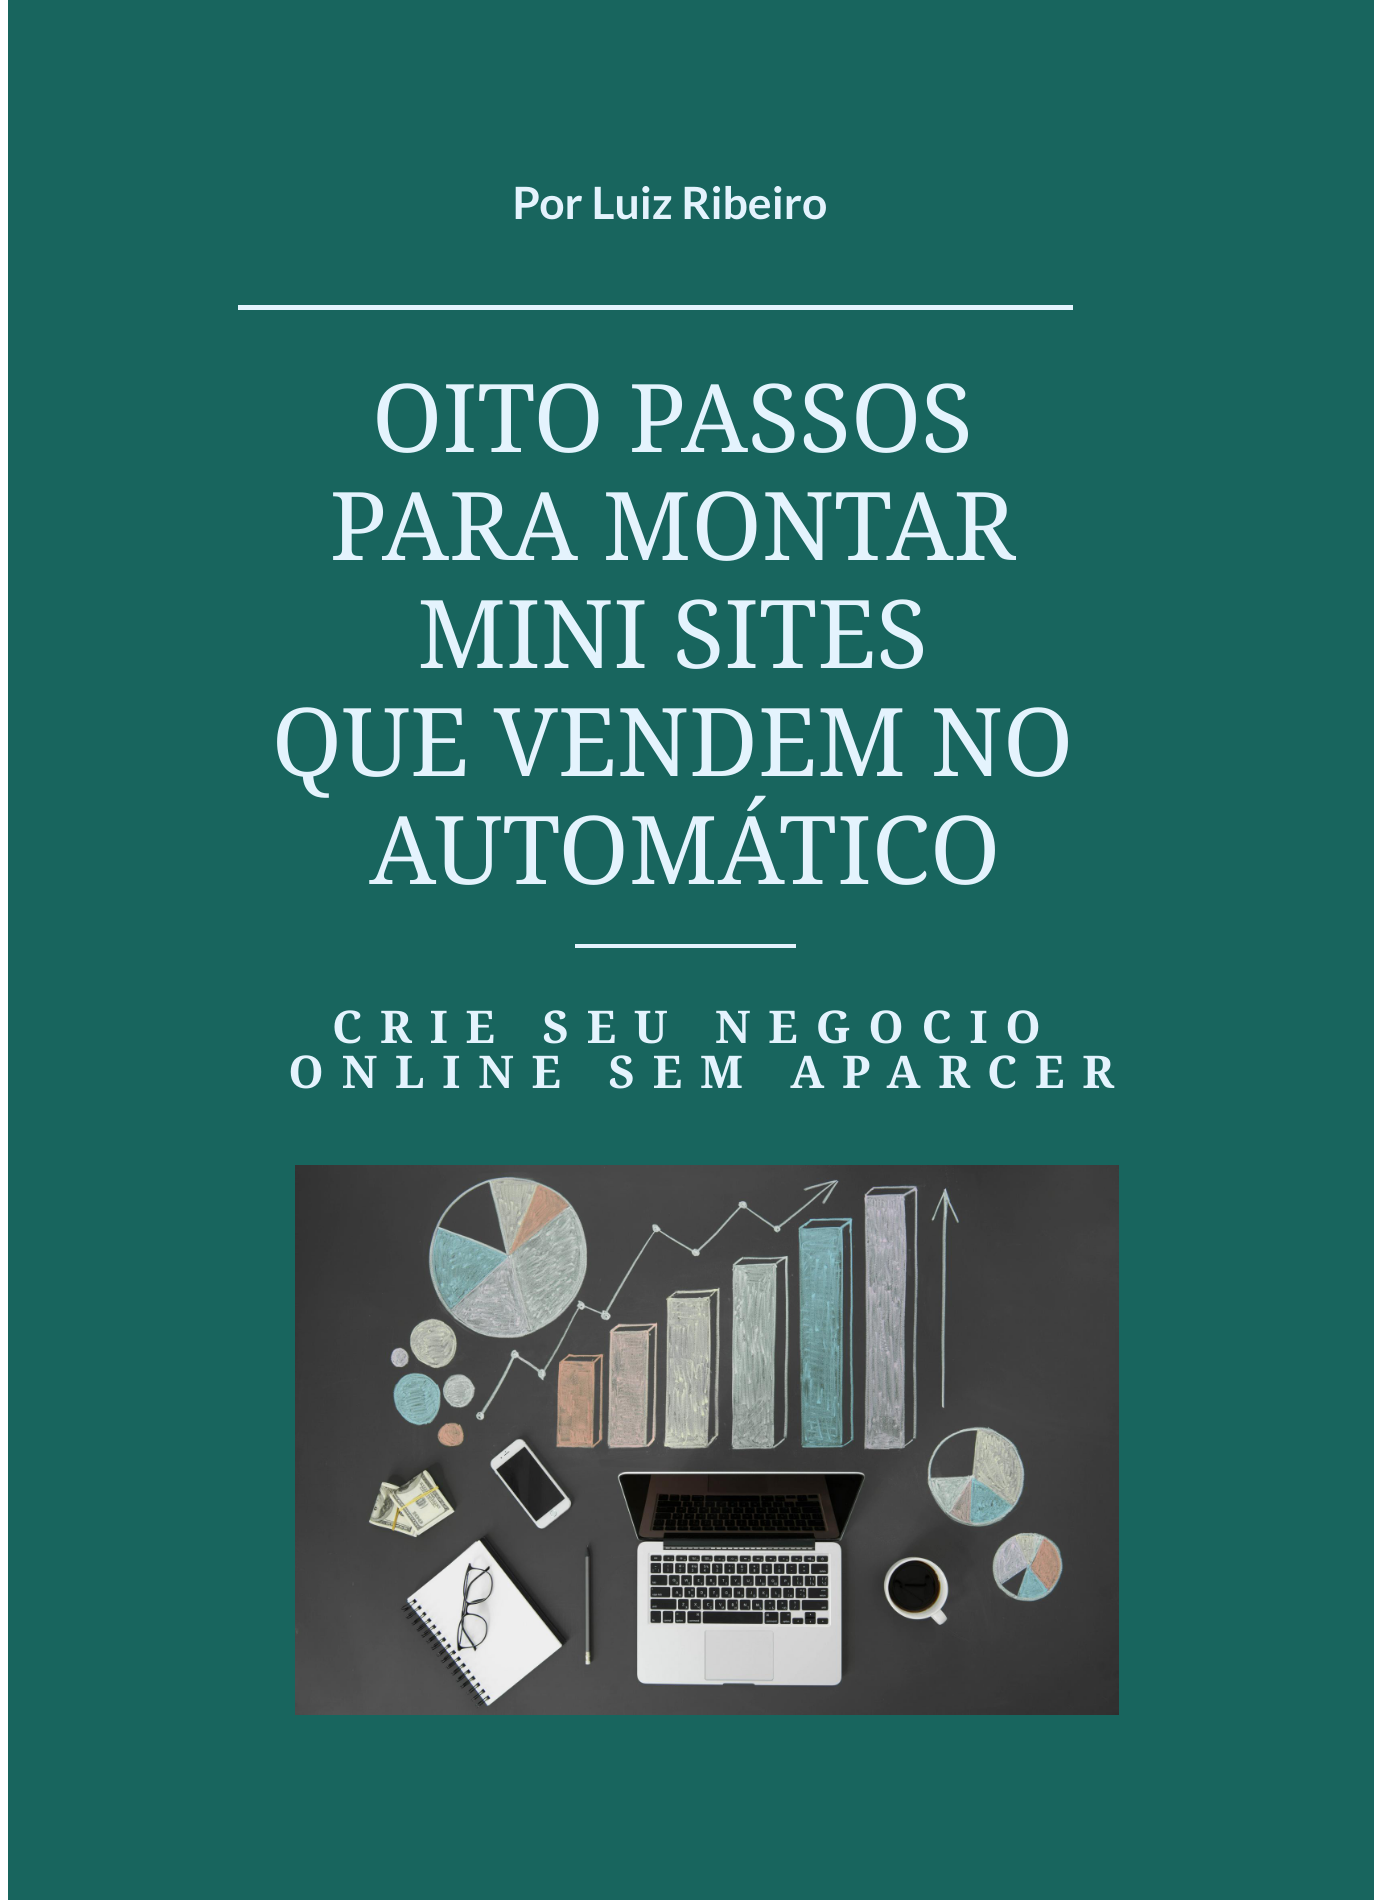 Por Luiz Ribeiro
OITO PASSOS
PARA MONTAR
MINI SITES
QUE VENDEM NO
AUTOMÁTICO
CRIE SEU NEGOCIO
ONLINE SEM APARCER